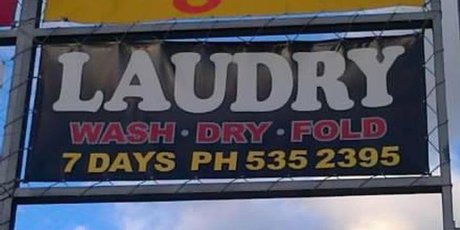 LAUDRY
WASH · DRY · FOLD
7 DAYS PH 535 2395